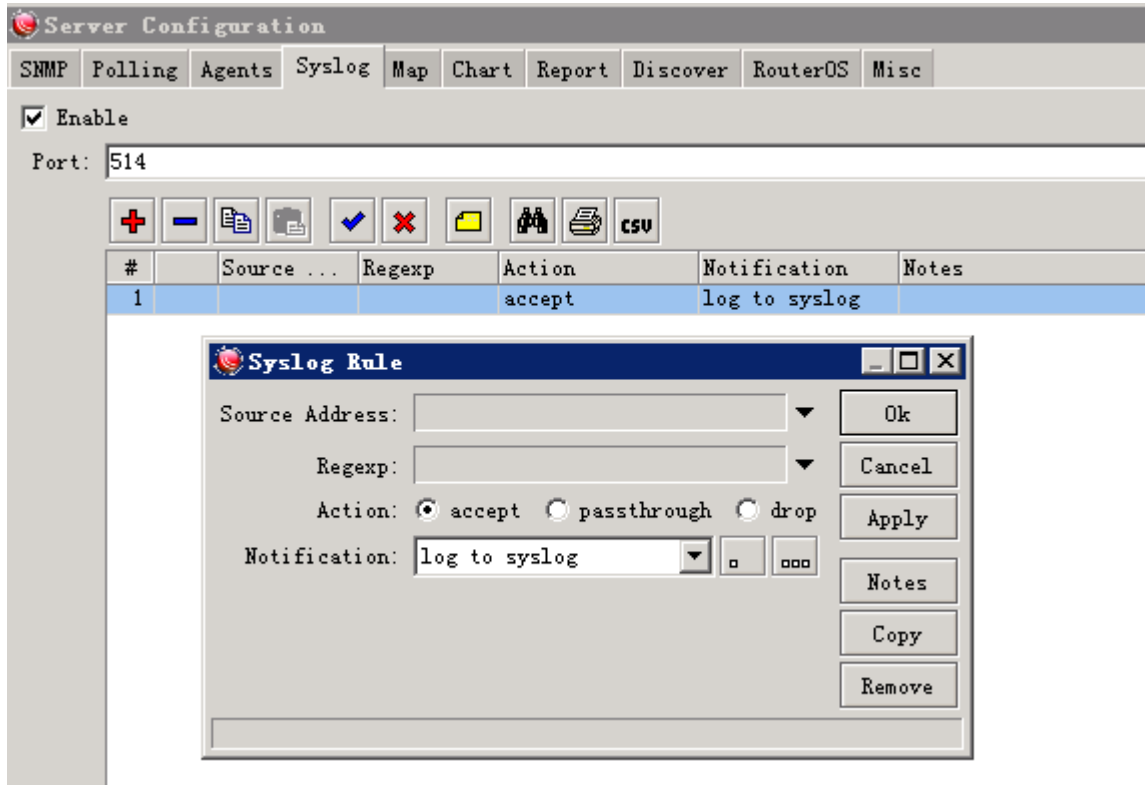 Server Configuration
SNMP Polling Agents Syslog Map Chart Report Discover RouterOS Misc
Enable
Port: 514
CSV
# Source ... Regexp Action Notification Notes
1 accept log to syslog
Syslog Rule
Source Address: Ok
Regexp: Cancel
Action: accept passthrough drop Apply
Notification: log to syslog
Notes
Copy
Remove